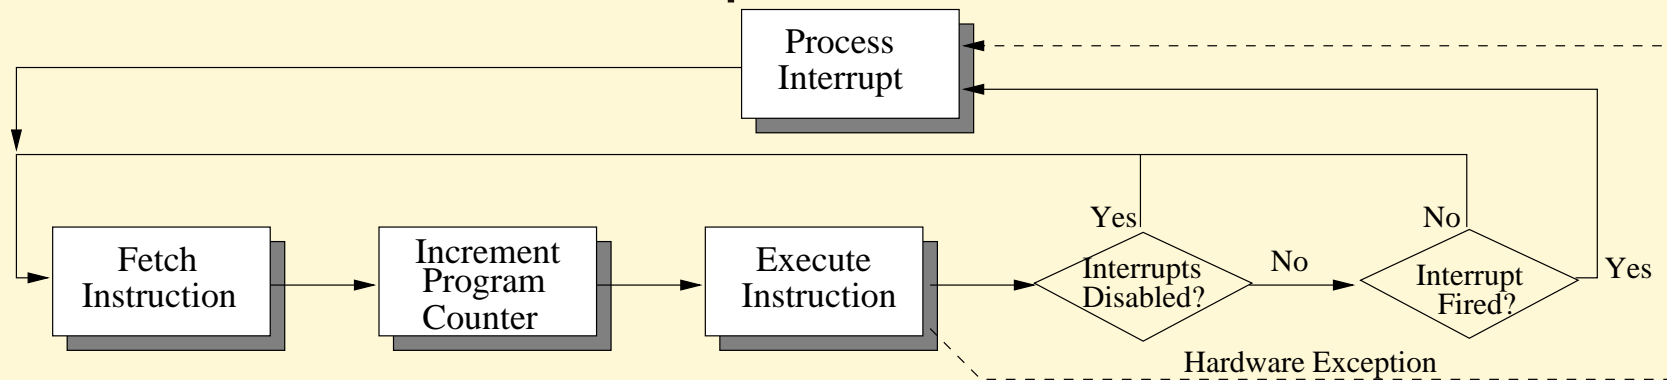 Process
Interrupt
Yes
No
Fetch
Instruction
Increment
Program
Counter
Execute
Instruction
Interrupts
Disabled?
No
Interrupt
Fired?
Yes
Hardware Exception